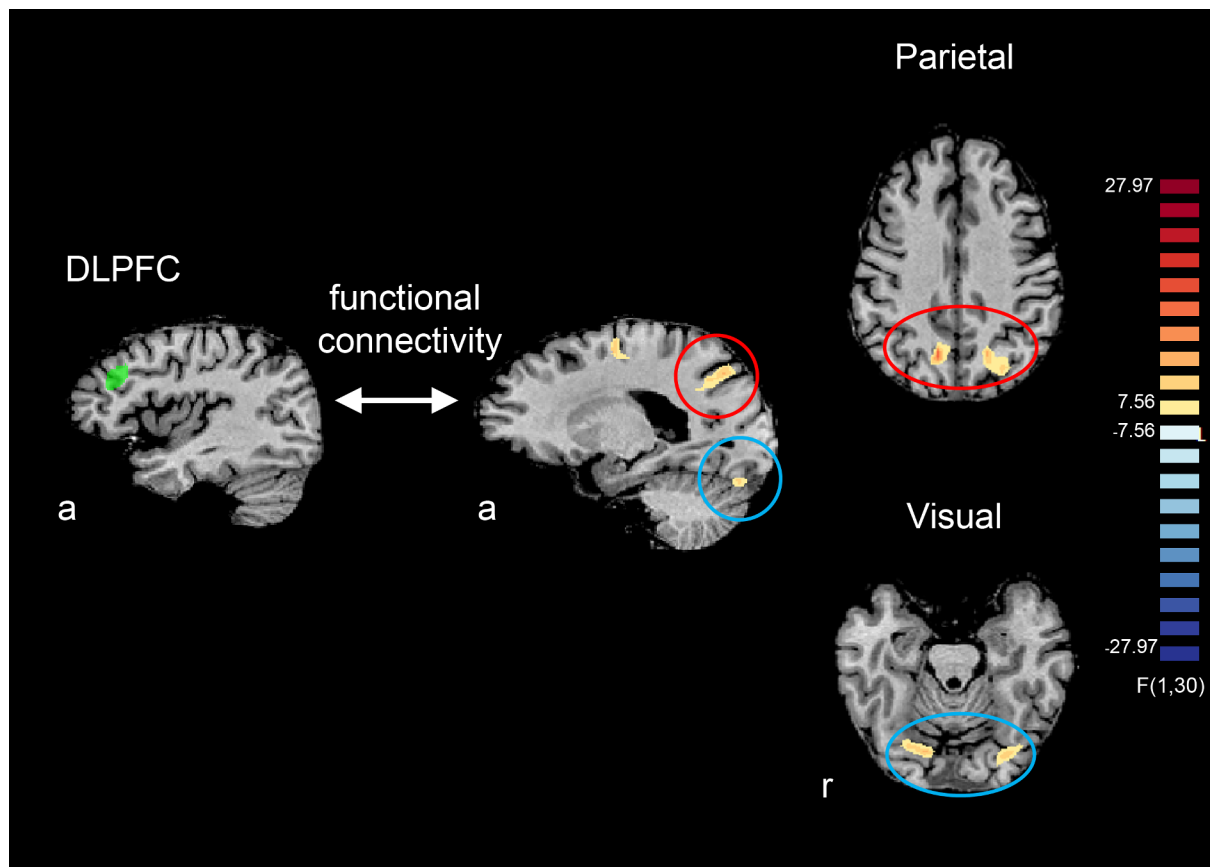 Parietal
27.97
DLPFC
functional
connectivity
7.56
-7.56
L
a
a
Visual
-27.97
F(1,30)
r